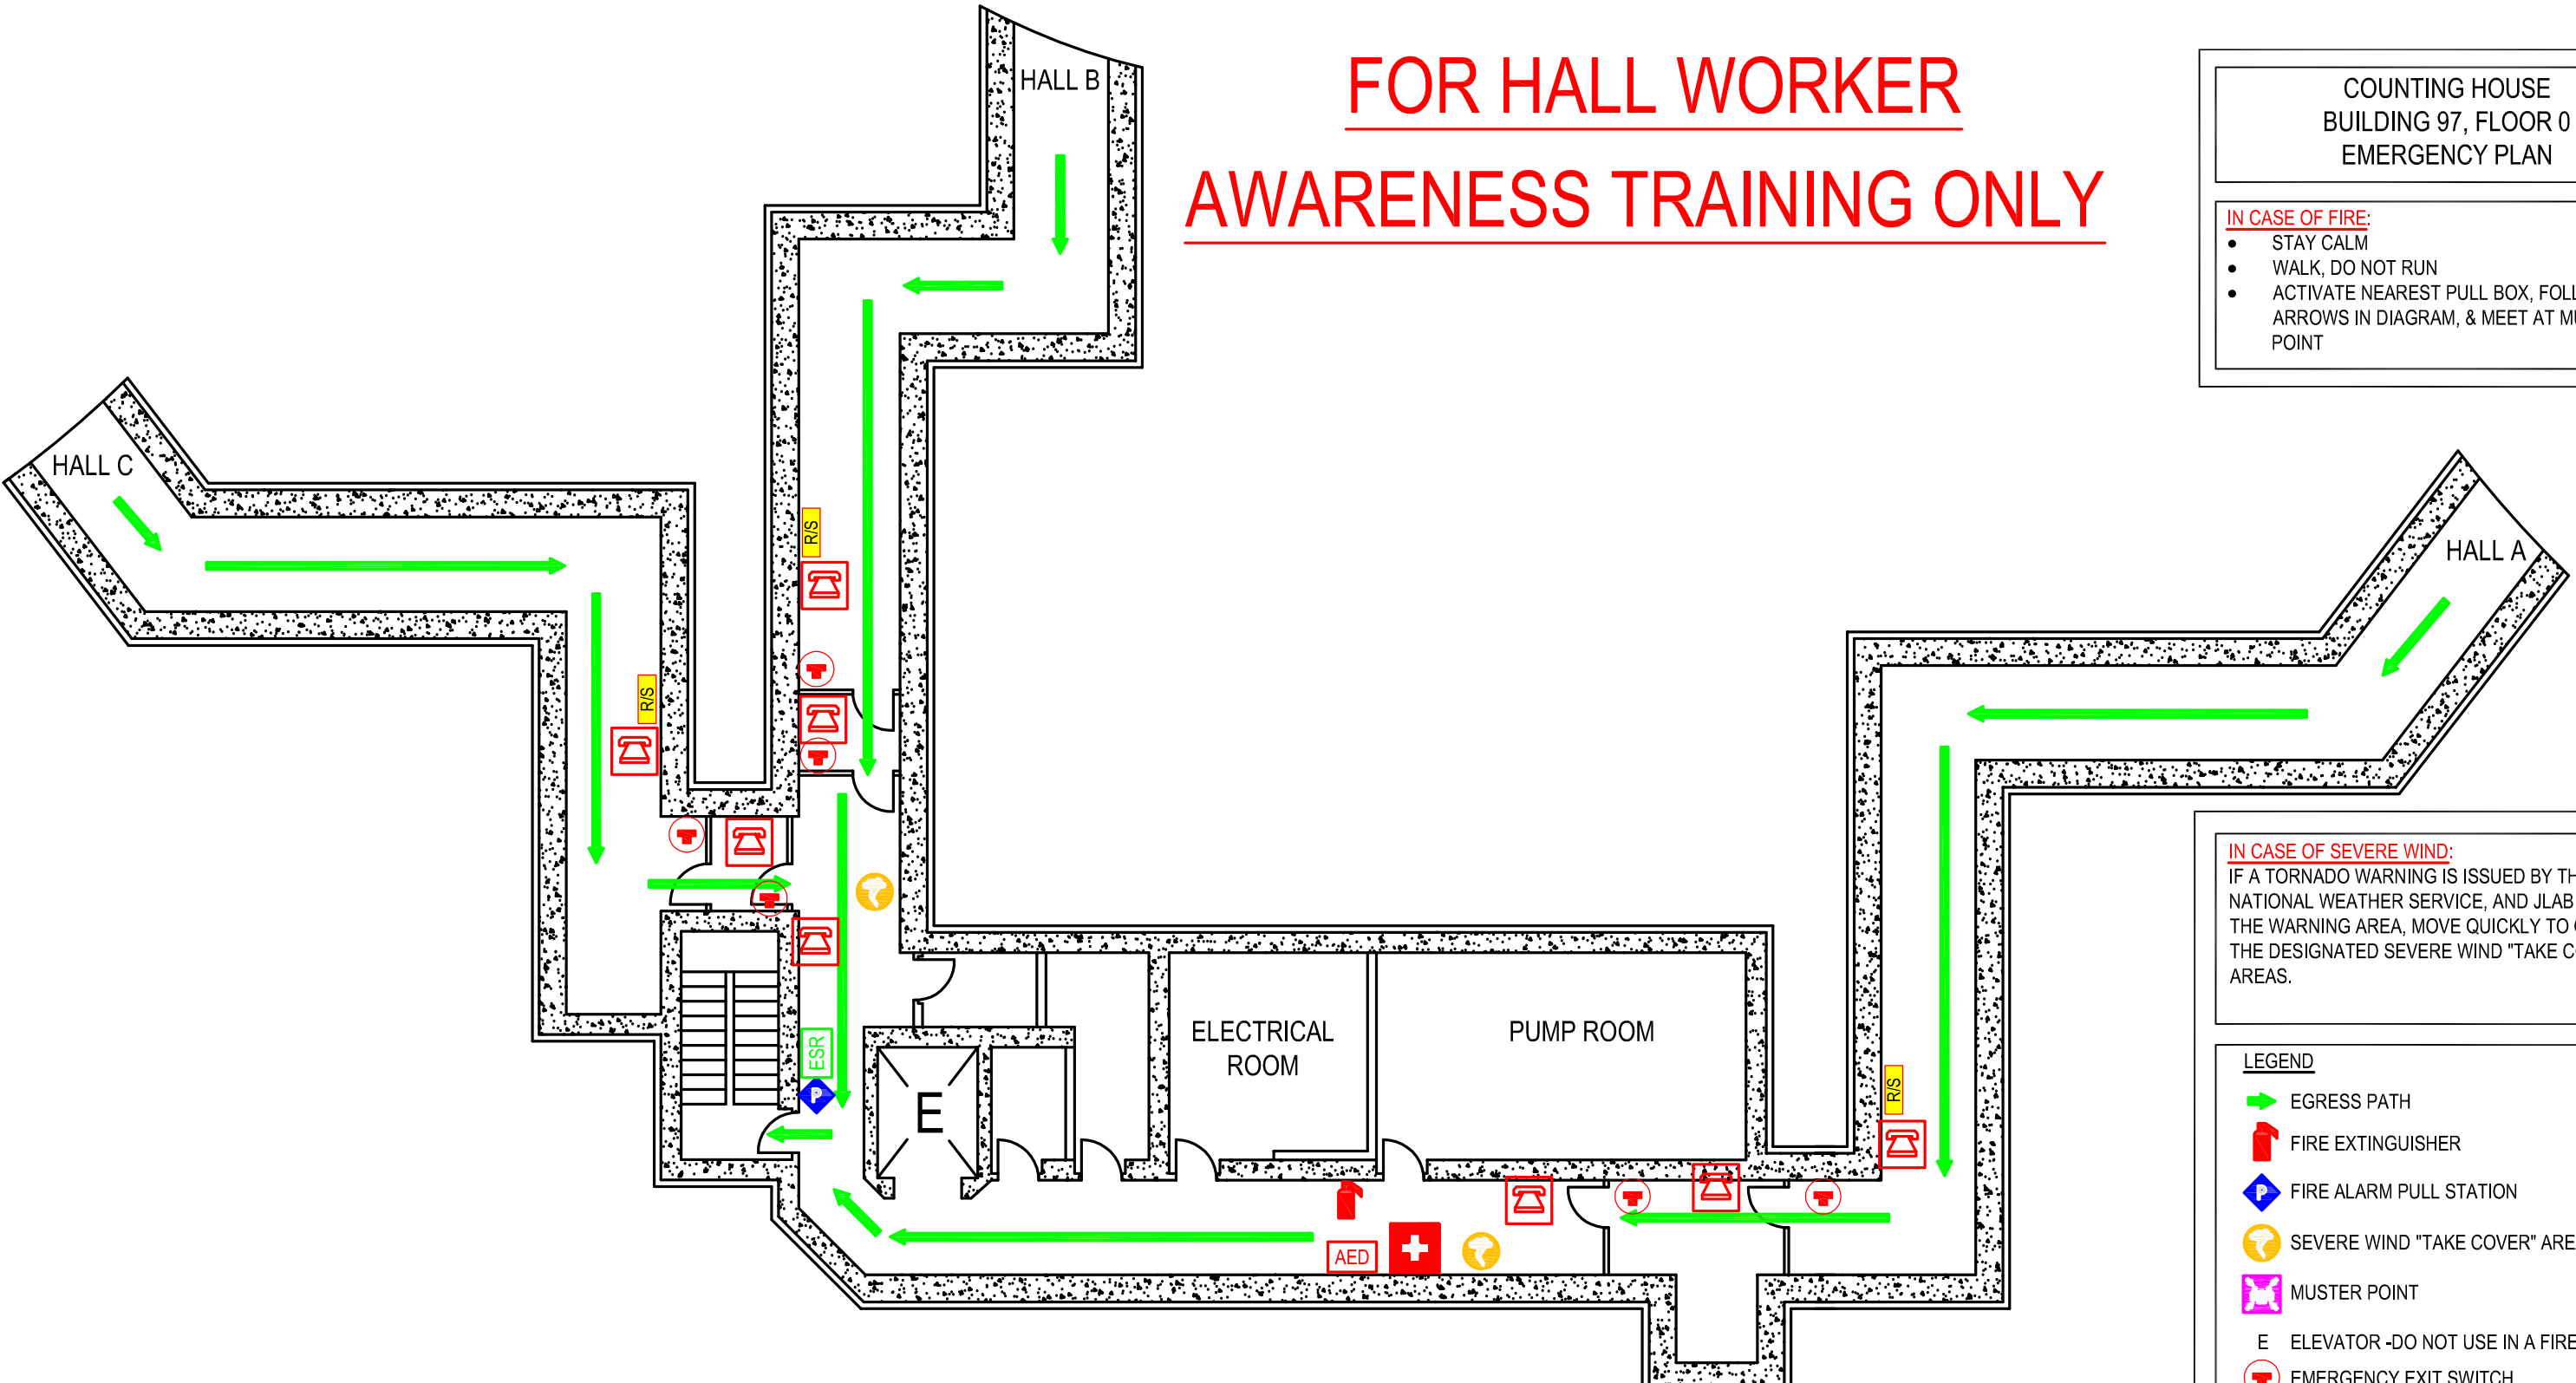 FOR HALL WORKER
AWARENESS TRAINING ONLY
COUNTING HOUSE
BUILDING 97, FLOOR 0
EMERGENCY PLAN
IN CASE OF FIRE:
• STAY CALM
• WALK, DO NOT RUN
• ACTIVATE NEAREST PULL BOX,
ARROWS IN DIAGRAM, & MEET AT
POINT
HALL B
HALL C
HALL A
R/S
R/S
R/S
ESR
P
E
ELECTRICAL
ROOM
PUMP ROOM
AED
IN CASE OF SEVERE WIND:
IF A TORNADO WARNING IS ISSUED BY
NATIONAL WEATHER SERVICE, AND JLAB
THE WARNING AREA, MOVE QUICKLY TO
THE DESIGNATED SEVERE WIND "TAKE
AREAS.
LEGEND
EGRESS PATH
FIRE EXTINGUISHER
P FIRE ALARM PULL STATION
SEVERE WIND "TAKE COVER"
MUSTER POINT
E ELEVATOR -DO NOT USE IN A FIRE
EMERGENCY EXIT SWITCH